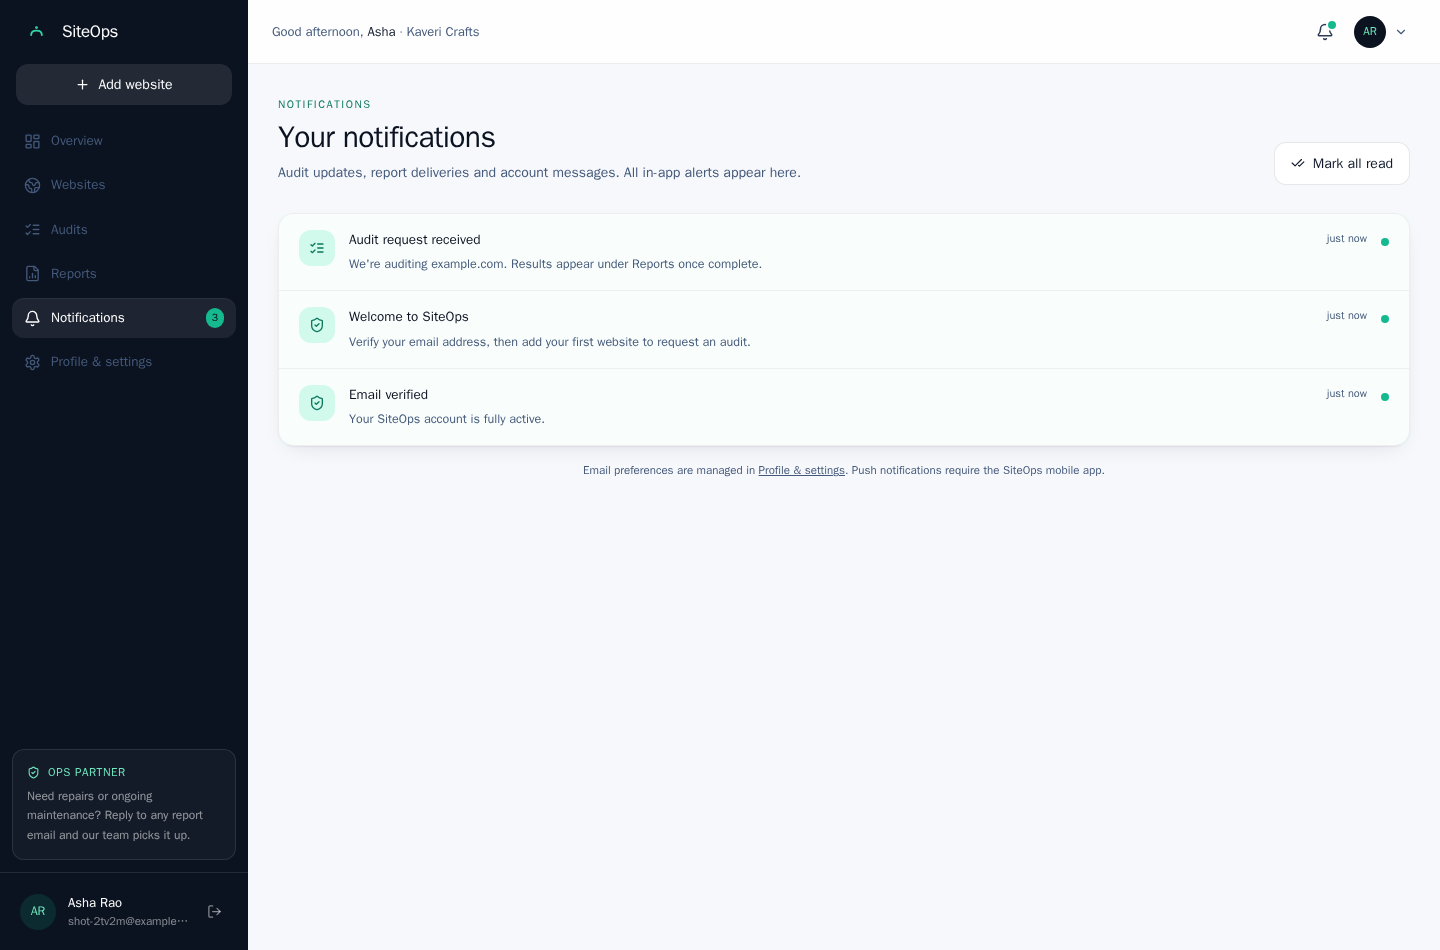 SiteOps
Add website
Overview
Websites
Audits
Reports
Notifications 3
Profile & settings
OPS PARTNER
Need repairs or ongoing
maintenance? Reply to any report
email and our team picks it up.
AR
Asha Rao
shot-2tv2m@example…
Good afternoon, Asha · Kaveri Crafts
AR
NOTIFICATIONS
Your notifications
Audit updates, report deliveries and account messages. All in-app alerts appear here.
Mark all read
Audit request received
just now
We're auditing example.com. Results appear under Reports once complete.
Welcome to SiteOps
just now
Verify your email address, then add your first website to request an audit.
Email verified
just now
Your SiteOps account is fully active.
Email preferences are managed in Profile & settings. Push notifications require the SiteOps mobile app.